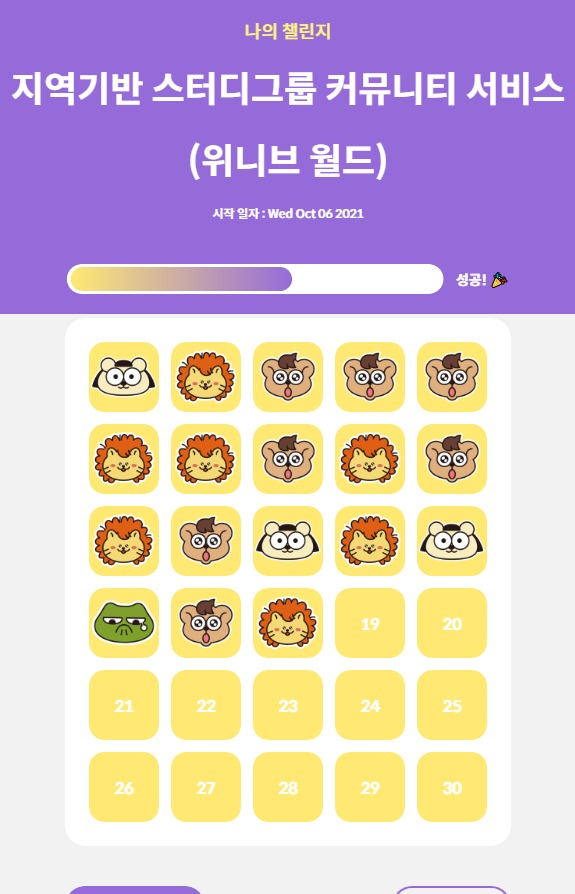 나의 챌린지
지역기반 스터디그룹 커뮤니티 서비스
(위니브 월드)
시작 일자 : Wed Oct 06 2021
성공! 🎉
19 20
21 22 23 24 25
26 27 28 29 30